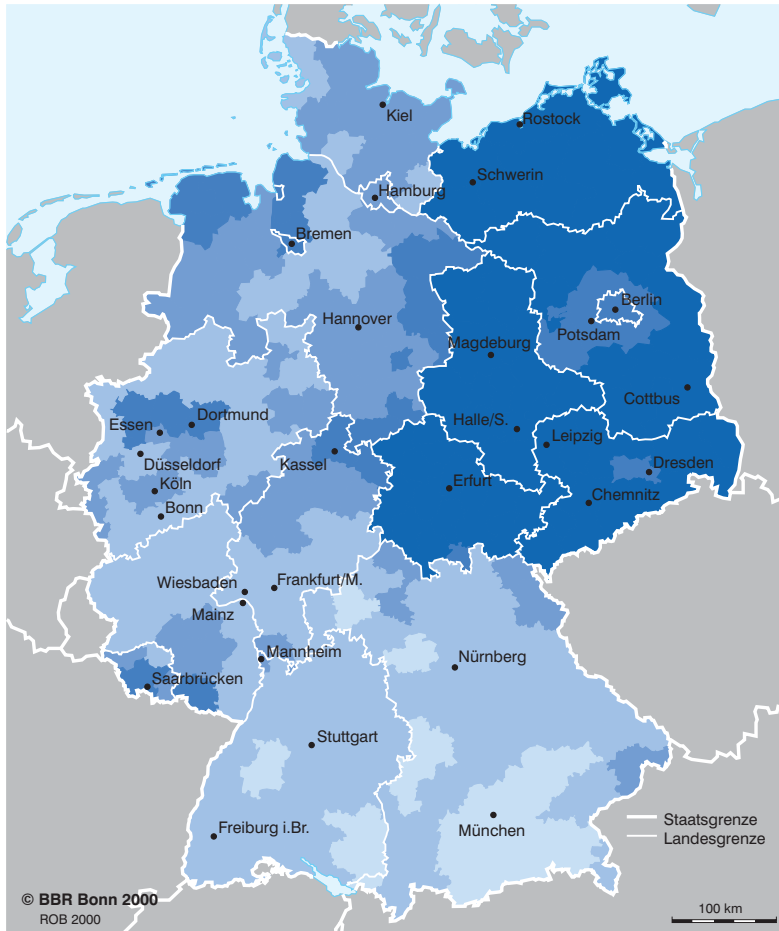 Kiel
Rostock
Schwerin
Hamburg
Bremen
Berlin
Hannover
Potsdam
Magdeburg
Cottbus
Dortmund
Essen
Halle/S.
Leipzig
Düsseldorf
Kassel
Dresden
Köln
Erfurt
Chemnitz
Bonn
Wiesbaden
Frankfurt/M.
Mainz
Mannheim
Nürnberg
Saarbrücken
Stuttgart
Freiburg i.Br.
München
Staatsgrenze
Landesgrenze
© BBR Bonn 2000
ROB 2000
100 km